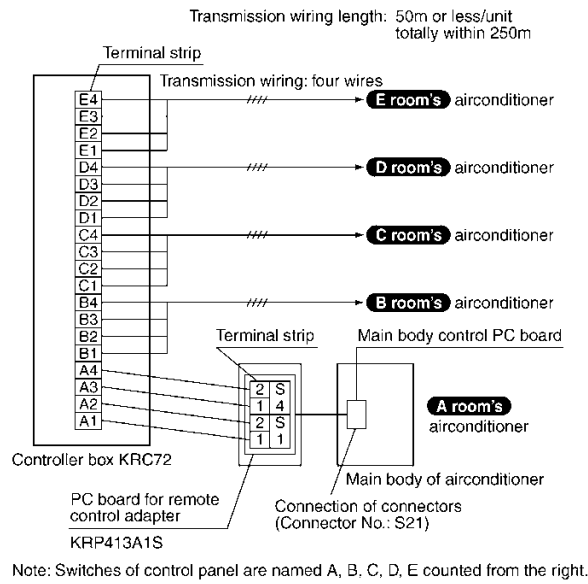 Transmission wiring length: 50m or less/unit
totally within 250m
Terminal strip
Transmission wiring: four wires
E4
E3
E2
E1
D4
D3
D2
D1
C4
C3
C2
C1
B4
B3
B2
B1
A4
A3
A2
A1
E room's airconditioner
D room's airconditioner
C room's airconditioner
B room's airconditioner
Terminal strip
Main body control PC board
2 S
1 4
2 S
1 1
A room's
airconditioner
Controller box KRC72
Main body of airconditioner
PC board for remote
control adapter
KRP413A1S
Connection of connectors
(Connector No.: S21)
Note: Switches of control panel are named A, B, C, D, E counted from the right.